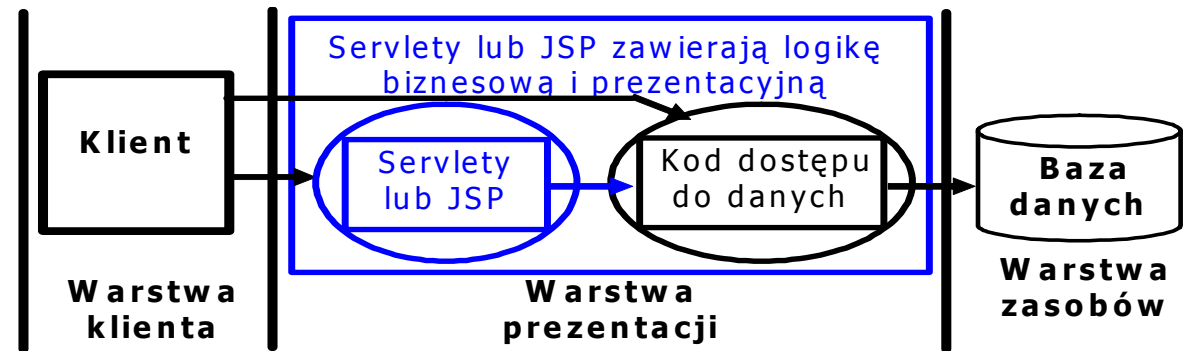 Servlety lub JSP zawierają logikę
biznesową i prezentacyjną
Klient
Servlety
lub JSP
Kod dostępu
do danych
Baza
danych
Warstwa
klienta
Warstwa
prezentacji
Warstwa
zasobów